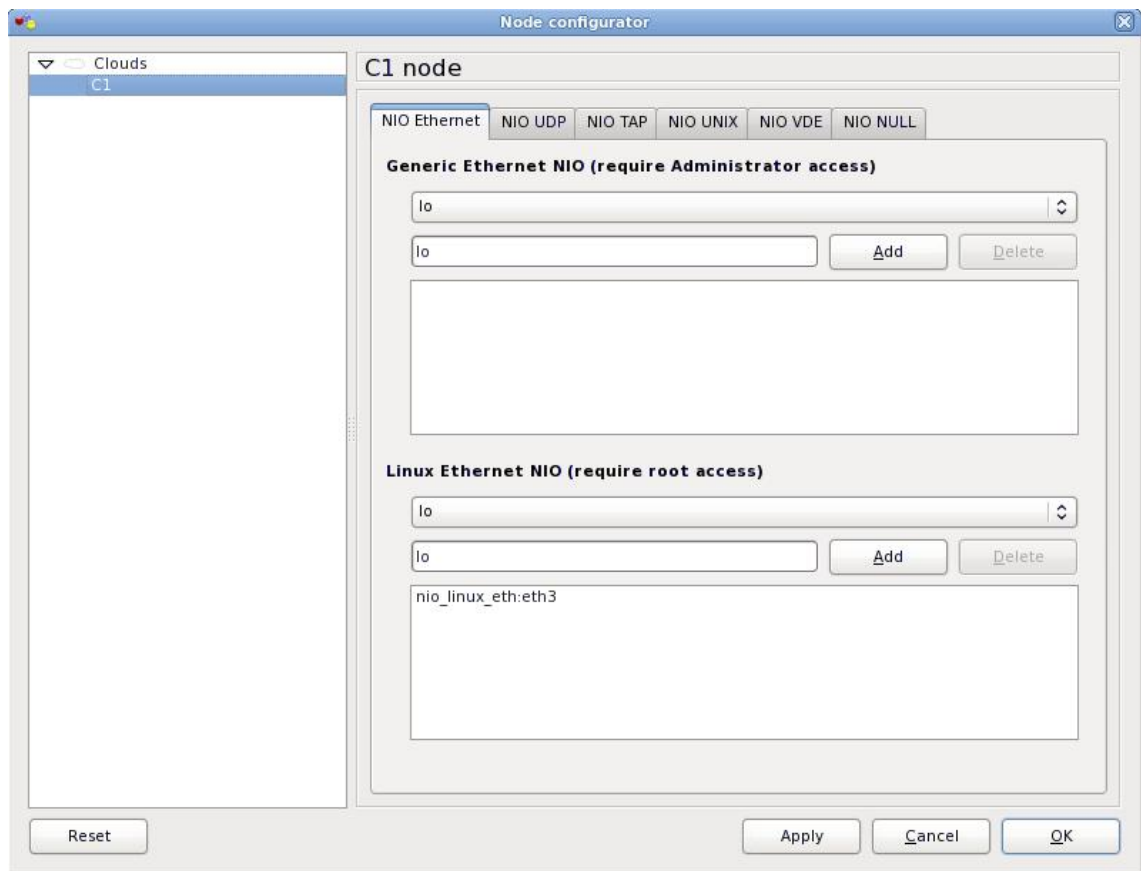 Node configurator
Clouds
C1
C1 node
NIO Ethernet NIO UDP NIO TAP NIO UNIX NIO VDE NIO NULL
Generic Ethernet NIO (require Administrator access)
lo
lo Add Delete
Linux Ethernet NIO (require root access)
lo
lo Add Delete
nio_linux_eth:eth3
Reset Apply Cancel OK